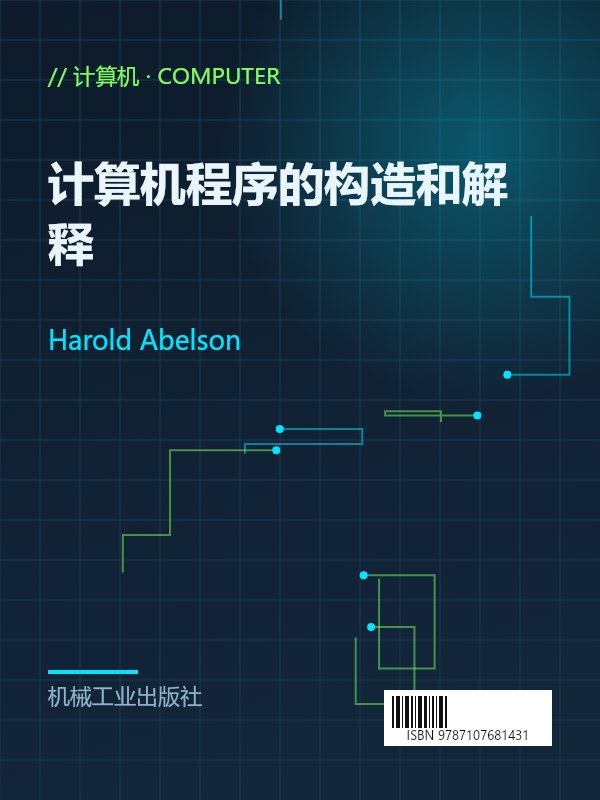 // 计算机 · COMPUTER
计算机程序的构造和解
释
Harold Abelson
机械工业出版社
ISBN 9787107681431